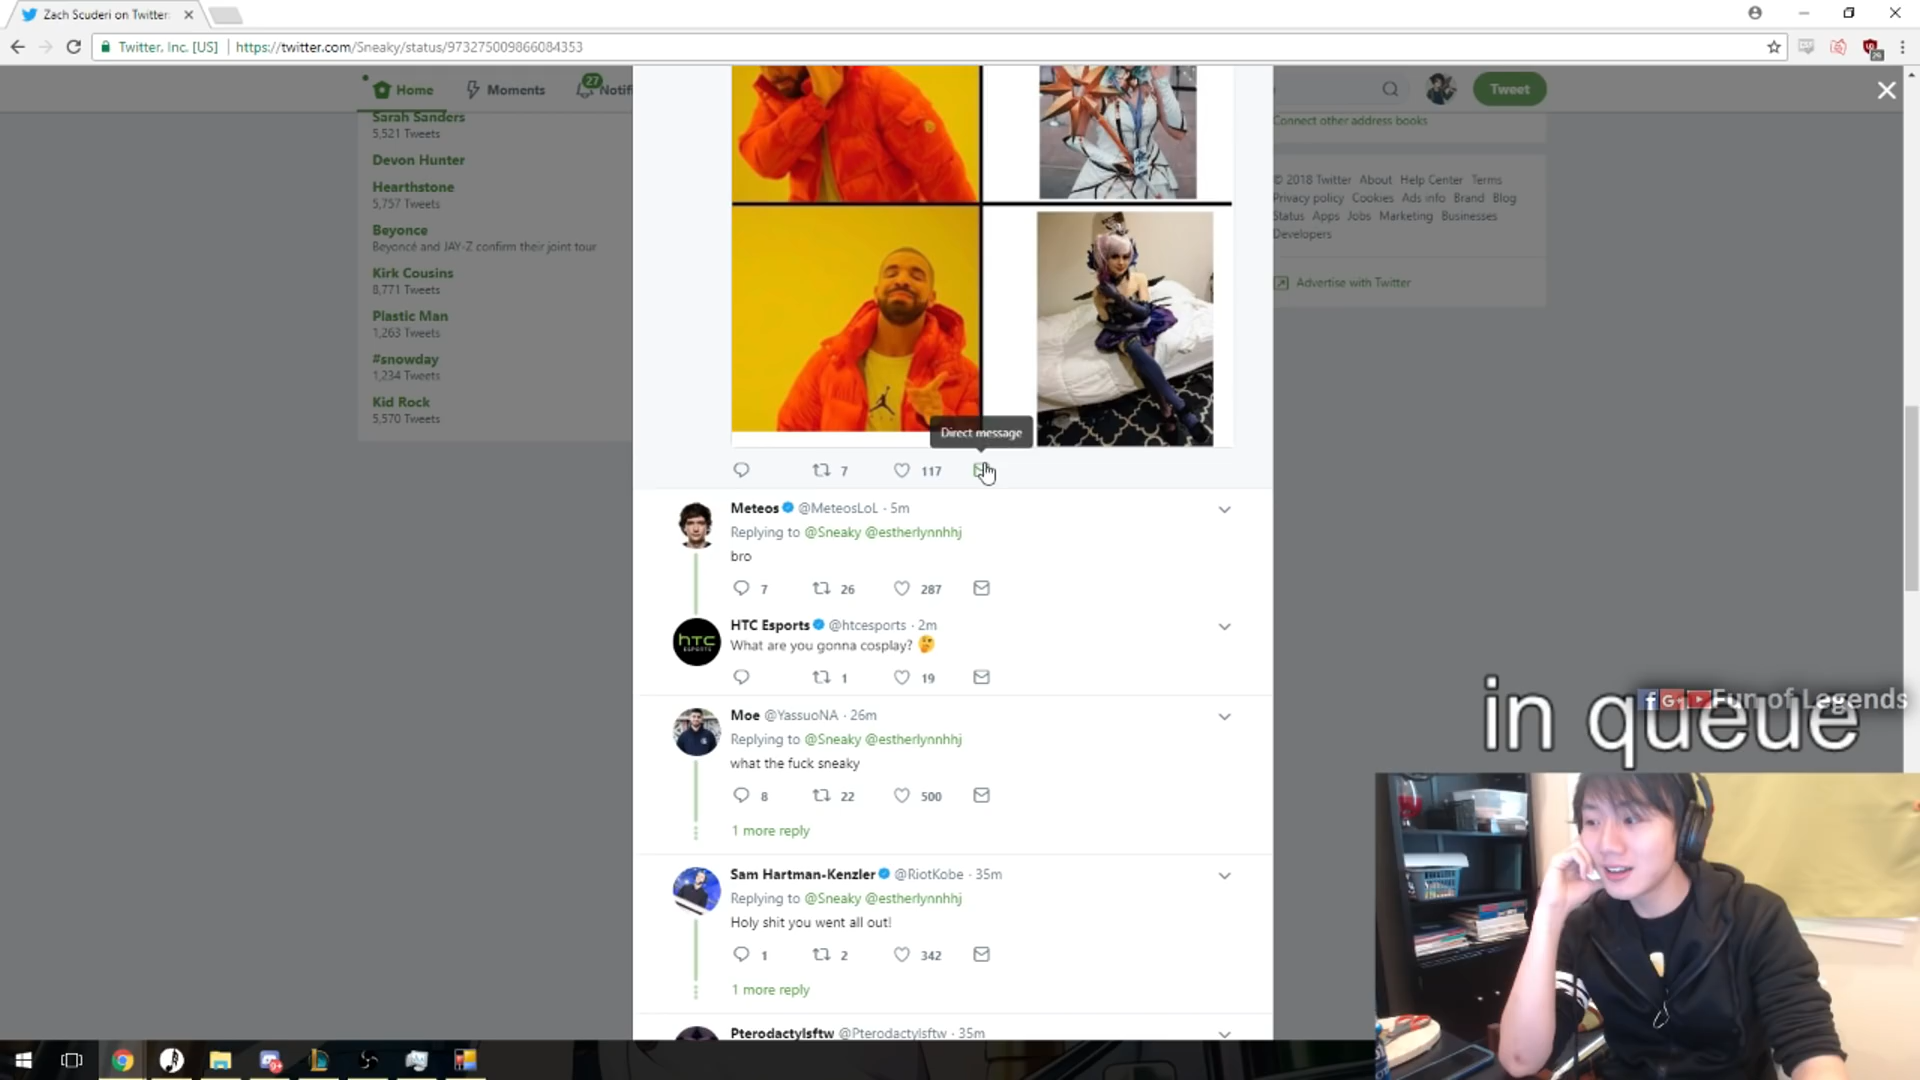 Zach Scuderi on Twitter:
Twitter, Inc. [US]
https://twitter.com/Sneaky/status/973275009866084353
Home
Moments
27
Notifi
Tweet
Sarah Sanders
5,521 Tweets
Devon Hunter
Hearthstone
5,757 Tweets
Beyonce
Beyoncé and JAY-Z confirm their joint tour
Kirk Cousins
8,771 Tweets
Plastic Man
1,263 Tweets
#snowday
1,234 Tweets
Kid Rock
5,570 Tweets
Connect other address books
© 2018 Twitter About Help Center Terms
Privacy policy Cookies Ads info Brand Blog
Status Apps Jobs Marketing Businesses
Developers
Advertise with Twitter
Direct message
7 117
Meteos @MeteosLoL · 5m
Replying to @Sneaky @estherlynnhhj
bro
7 26 287
HTC Esports @htcesports · 2m
hTC
ESPORTS
What are you gonna cosplay? 🤔
1 19
Moe @YassuoNA · 26m
Replying to @Sneaky @estherlynnhhj
what the fuck sneaky
8 22 500
1 more reply
Sam Hartman-Kenzler @RiotKobe · 35m
Replying to @Sneaky @estherlynnhhj
Holy shit you went all out!
1 2 342
1 more reply
Pterodactylsftw @Pterodactylsftw · 35m
in queue
f G+ Fun of Legends